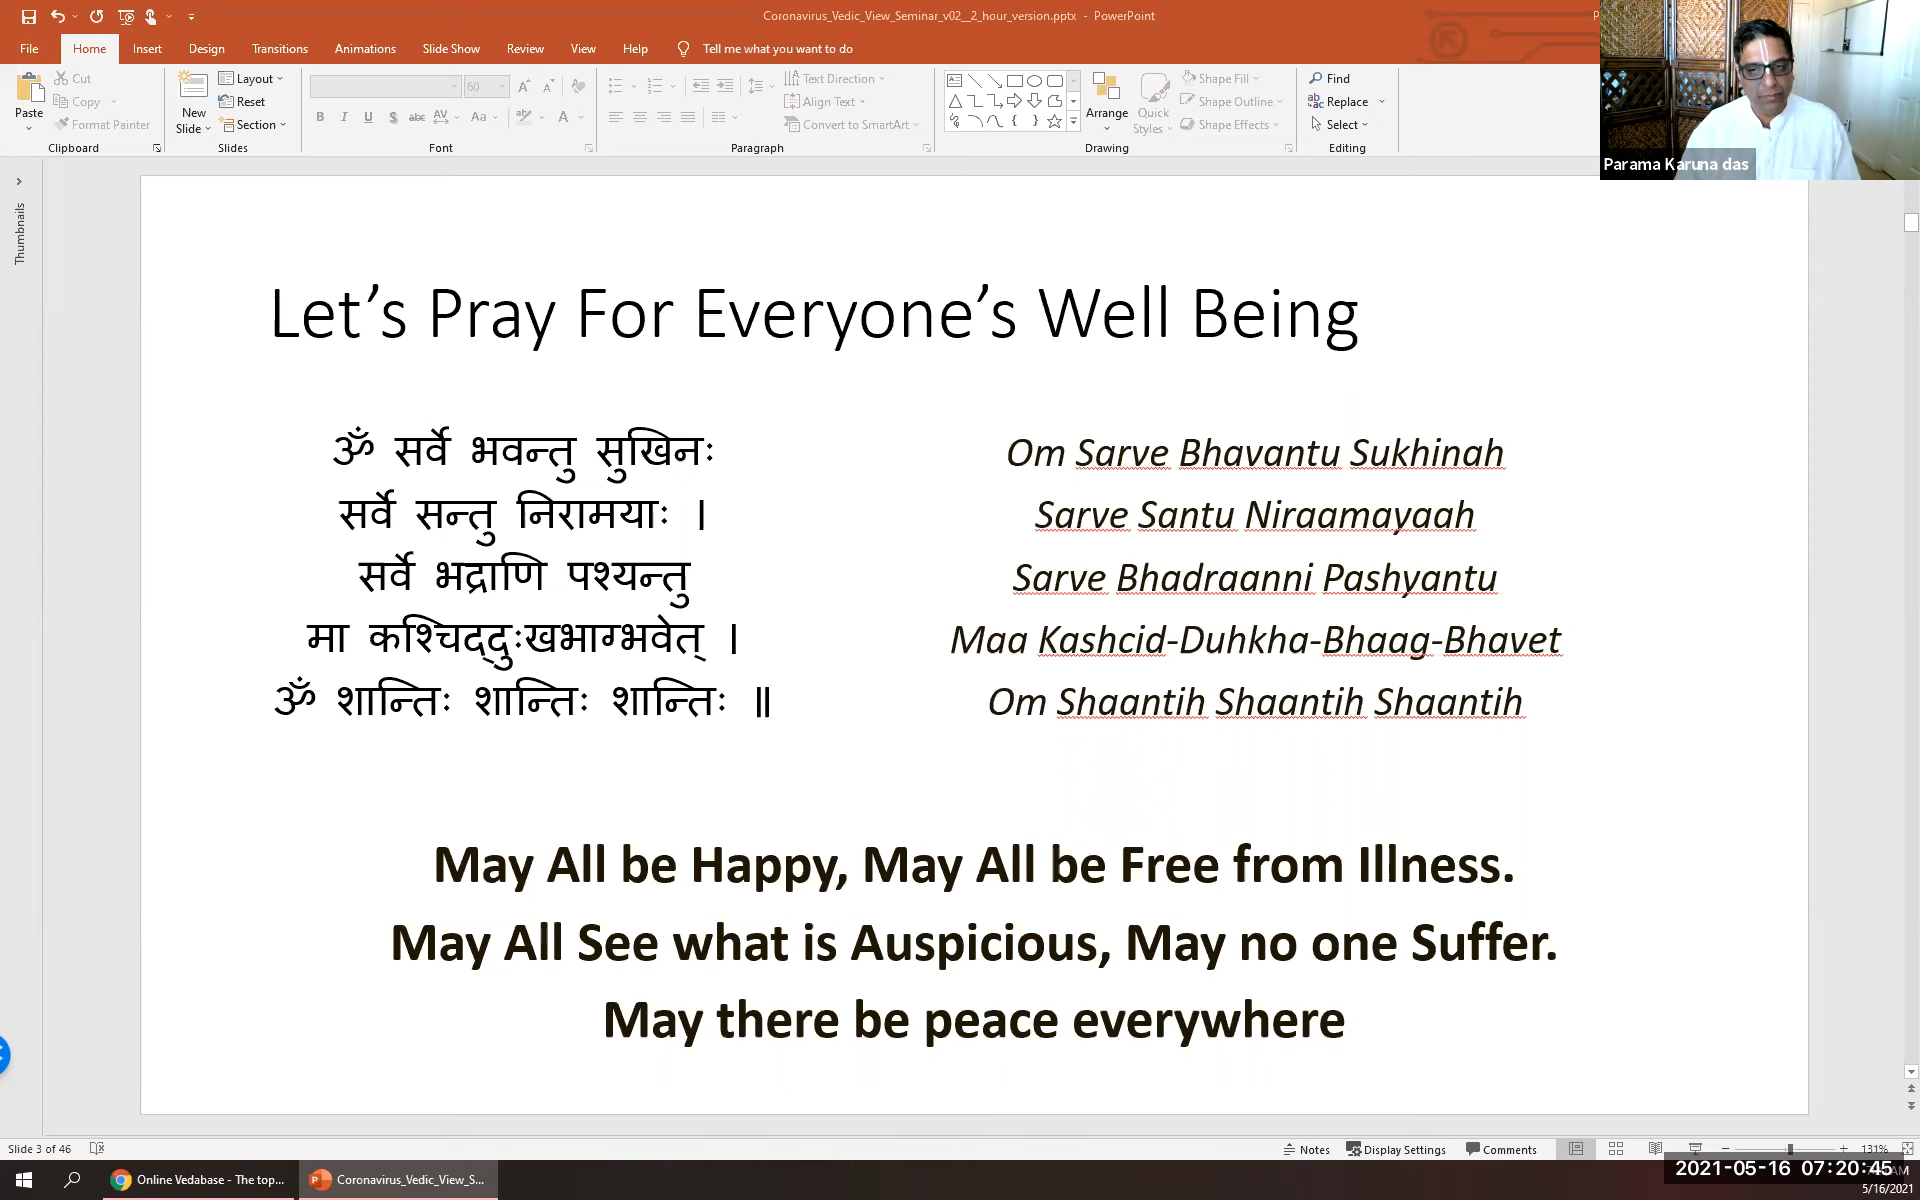 Coronavirus_Vedic_View_Seminar_v02__2_hour_version.pptx - PowerPoint
File Home Insert Design Transitions Animations Slide Show Review View Help Tell me what you want to do
Paste
Cut
Copy
Format Painter
Clipboard
New Slide
Layout
Reset
Section
Slides
60
Font
Text Direction
Align Text
Convert to SmartArt
Paragraph
Arrange
Quick Styles
Shape Fill
Shape Outline
Shape Effects
Drawing
Find
Replace
Select
Editing
Parama Karuna das
Thumbnails
Let’s Pray For Everyone’s Well Being
ॐ सर्वे भवन्तु सुखिनः
सर्वे सन्तु निरामयाः ।
सर्वे भद्राणि पश्यन्तु
मा कश्चिद्दुःखभाग्भवेत् ।
ॐ शान्तिः शान्तिः शान्तिः ॥
Om Sarve Bhavantu Sukhinah
Sarve Santu Niraamayaah
Sarve Bhadraanni Pashyantu
Maa Kashcid-Duhkha-Bhaag-Bhavet
Om Shaantih Shaantih Shaantih
May All be Happy, May All be Free from Illness.
May All See what is Auspicious, May no one Suffer.
May there be peace everywhere
Slide 3 of 46
Notes Display Settings Comments 131%
Online Vedabase - The top...
Coronavirus_Vedic_View_S...
2021-05-16 07:20:45
5/16/2021